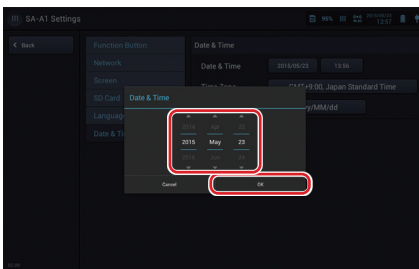 SA-A1 Settings
98%
2015/05/23
13:57
Back
Function Button
Date & Time
Network
Date & Time
2015/05/23
13:56
Screen
Time Zone
GMT+9:00, Japan Standard Time
SD Card
Date & Time
y/MM/dd
Languag
Date & Ti
2014 Apr 22
2015 May 23
2016 Jun 24
Cancel
OK